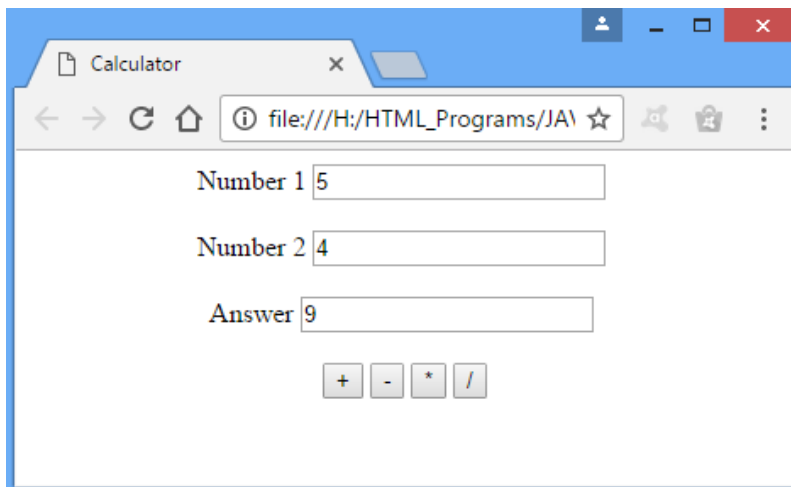 Calculator
file:///H:/HTML_Programs/JA
Number 1 5
Number 2 4
Answer 9
+ - * /